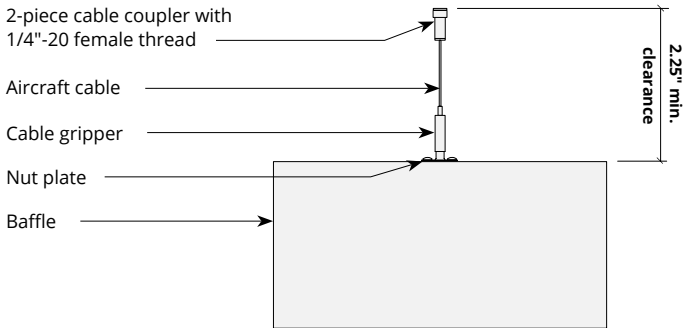 2-piece cable coupler with
1/4"-20 female thread
Aircraft cable
Cable gripper
Nut plate
Baffle
2.25" min.
clearance